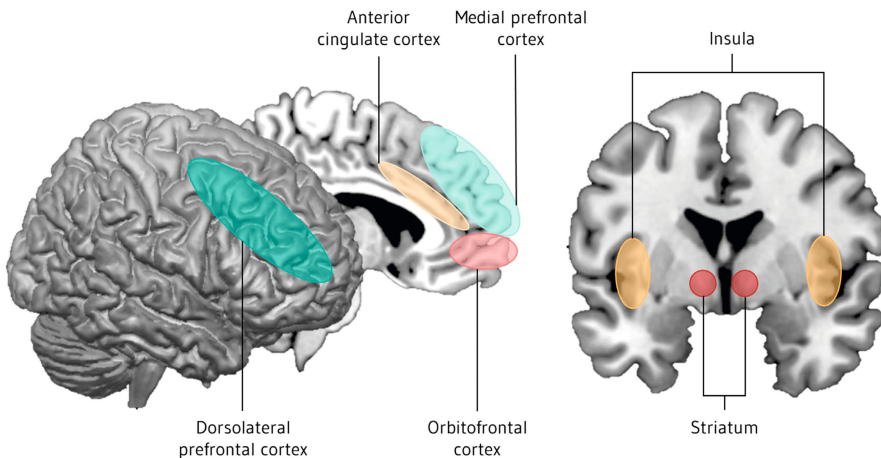 Anterior
cingulate cortex
Medial prefrontal
cortex
Insula
Dorsolateral
prefrontal cortex
Orbitofrontal
cortex
Striatum